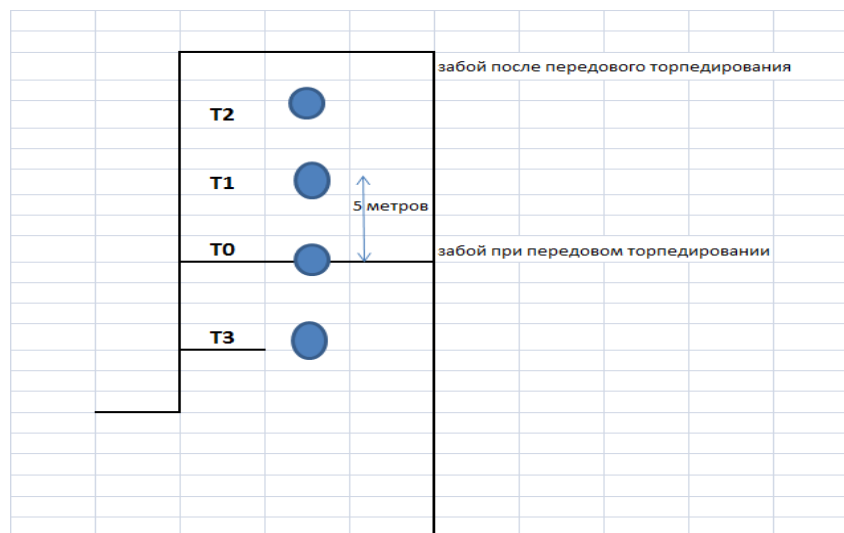 забой после передового торпедирования
T2
T1
5 метров
T0
забой при передовом торпедировании
T3